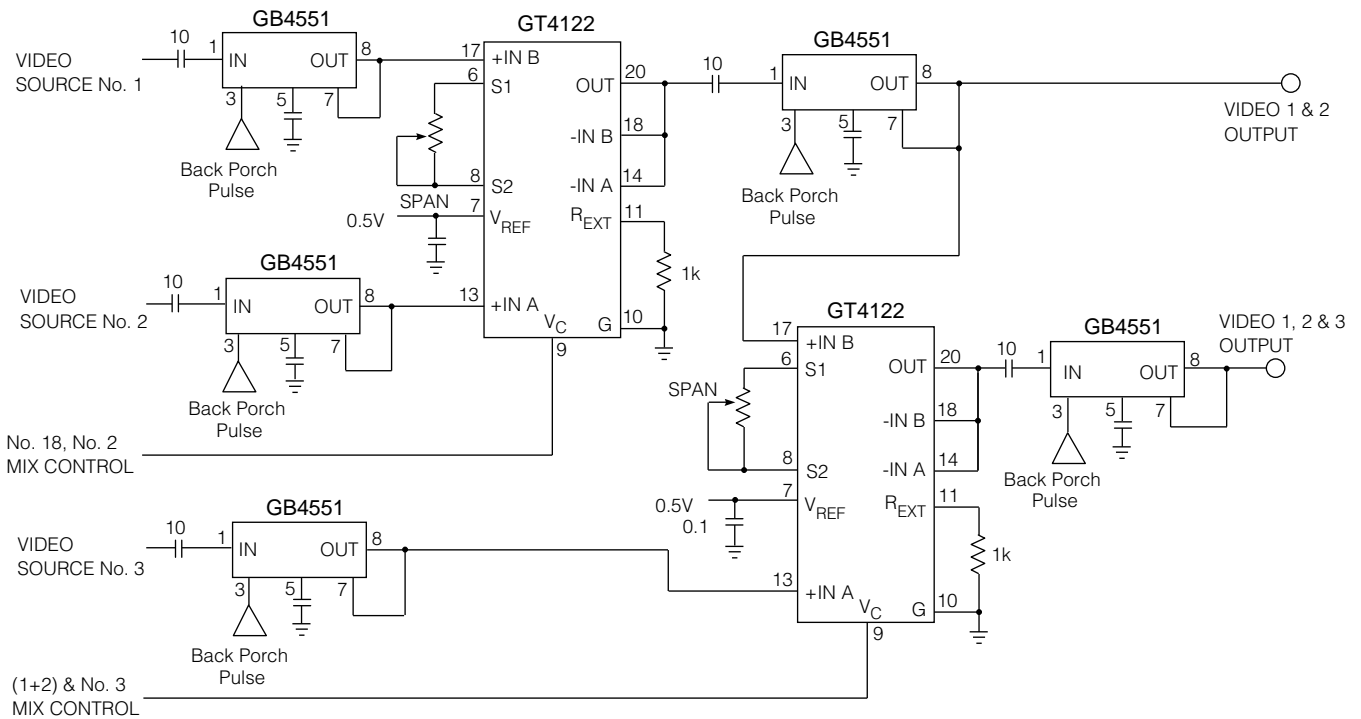 GB4551
10
1
IN
OUT
8
3
5
7
VIDEO
SOURCE No. 1
Back Porch
Pulse
GT4122
17
+IN B
6
S1
8
S2
SPAN
7
VREF
0.5V
13
+IN A
VC
9
G
10
REXT
11
1k
-IN A
14
-IN B
18
OUT
20
10
GB4551
1
IN
OUT
8
3
5
7
Back Porch
Pulse
VIDEO 1 & 2
OUTPUT
GB4551
10
1
IN
OUT
8
3
5
7
VIDEO
SOURCE No. 2
Back Porch
Pulse
No. 18, No. 2
MIX CONTROL
GT4122
17
+IN B
6
S1
SPAN
8
S2
7
VREF
0.5V
0.1
13
+IN A
VC
9
G
10
REXT
11
1k
-IN A
14
-IN B
18
OUT
20
10
GB4551
1
IN
OUT
8
3
5
7
Back Porch
Pulse
VIDEO 1, 2 & 3
OUTPUT
GB4551
10
1
IN
OUT
8
3
5
7
VIDEO
SOURCE No. 3
Back Porch
Pulse
(1+2) & No. 3
MIX CONTROL